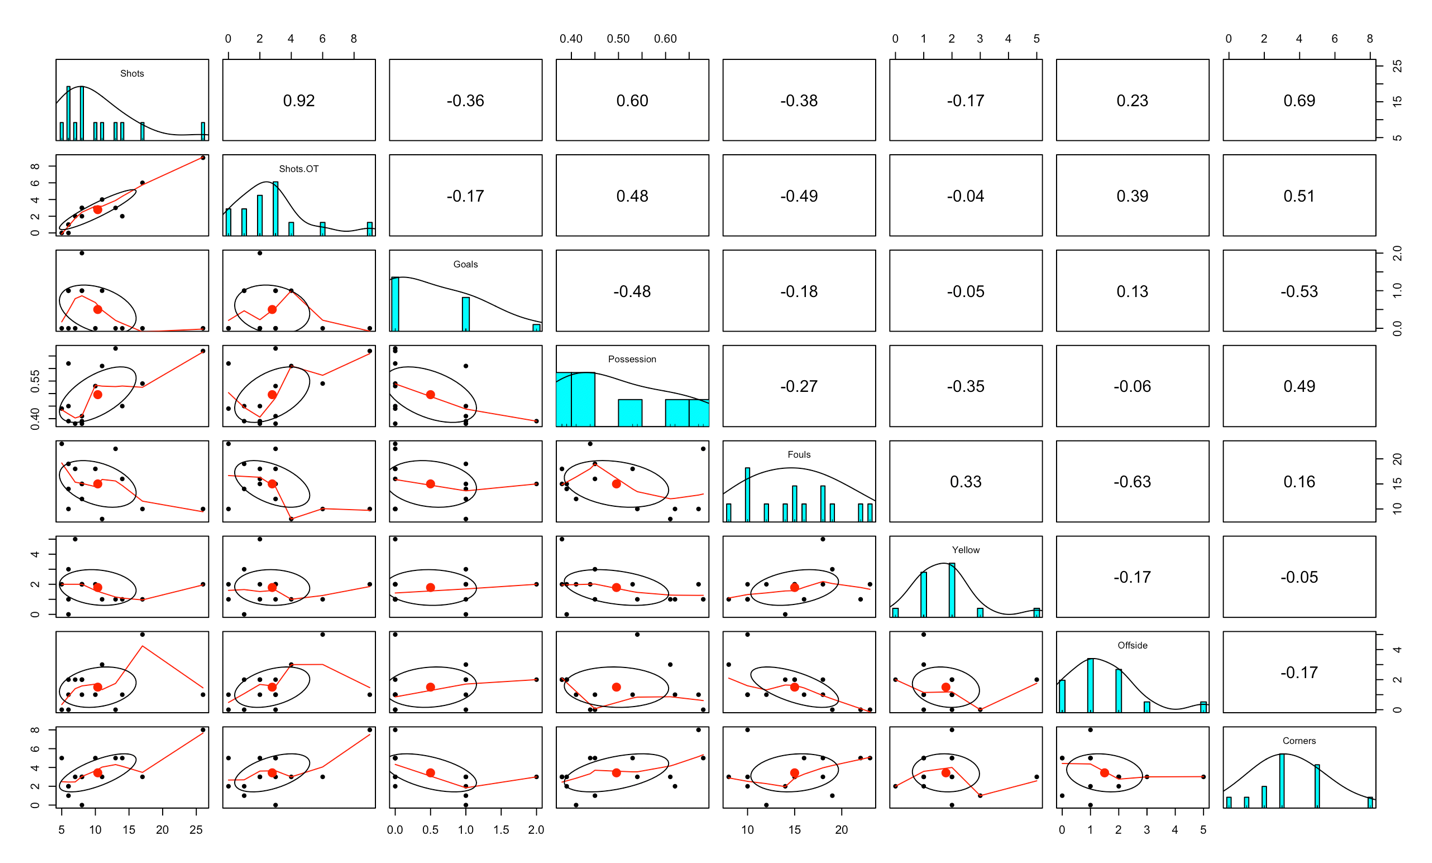 0 2 4 6 8 0.40 0.50 0.60 0 1 2 3 4 5 0 2 4 6 8
Shots 0.92 -0.36 0.60 -0.38 -0.17 0.23 0.69 5 15 25
0 2 4 6 8 Shots.OT -0.17 0.48 -0.49 -0.04 0.39 0.51
Goals -0.48 -0.18 -0.05 0.13 -0.53 0.0 1.0 2.0
0.40 0.55 Possession -0.27 -0.35 -0.06 0.49
Fouls 0.33 -0.63 0.16 10 15 20
0 2 4 Yellow -0.17 -0.05
Offside -0.17 0 2 4
0 2 4 6 8 Corners
5 10 15 20 25 0.0 0.5 1.0 1.5 2.0 10 15 20 0 1 2 3 4 5